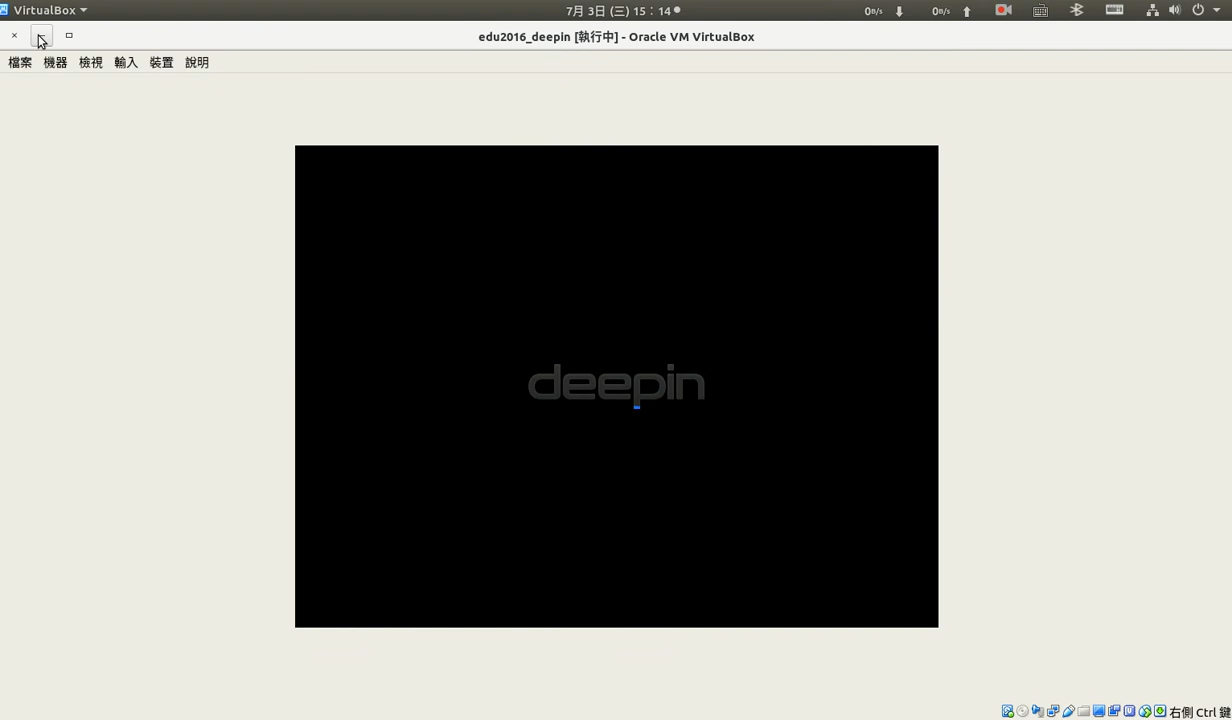 VirtualBox
7月 3日 (三) 15：14
0B/s
0B/s
edu2016_deepin [執行中] - Oracle VM VirtualBox
檔案 機器 檢視 輸入 裝置 說明
deepin
右側 Ctrl 鍵